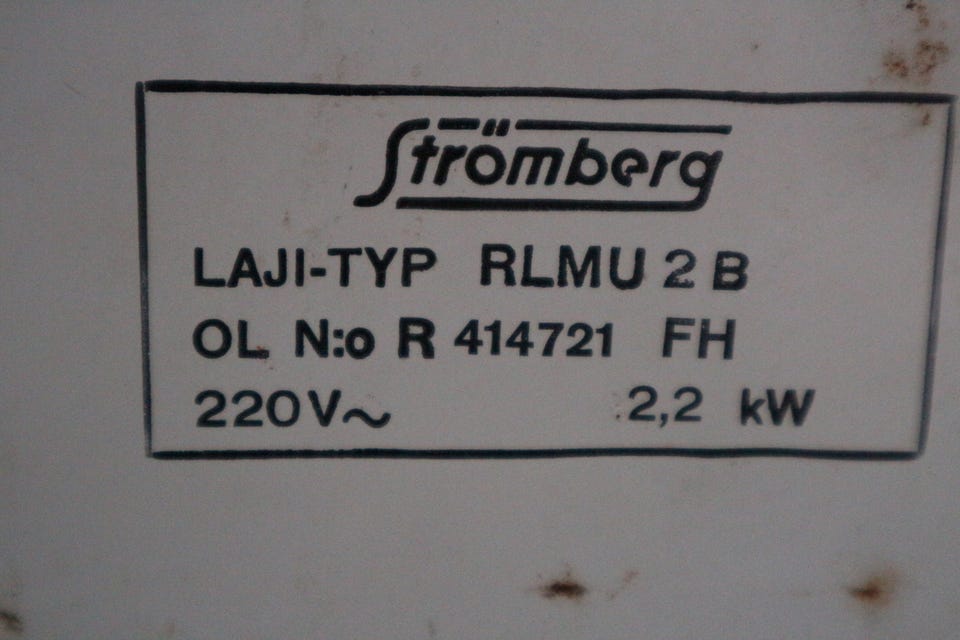 Strömberg
LAJI-TYP RLMU 2 B
OL N:o R 414721 FH
220V~ 2,2 kW